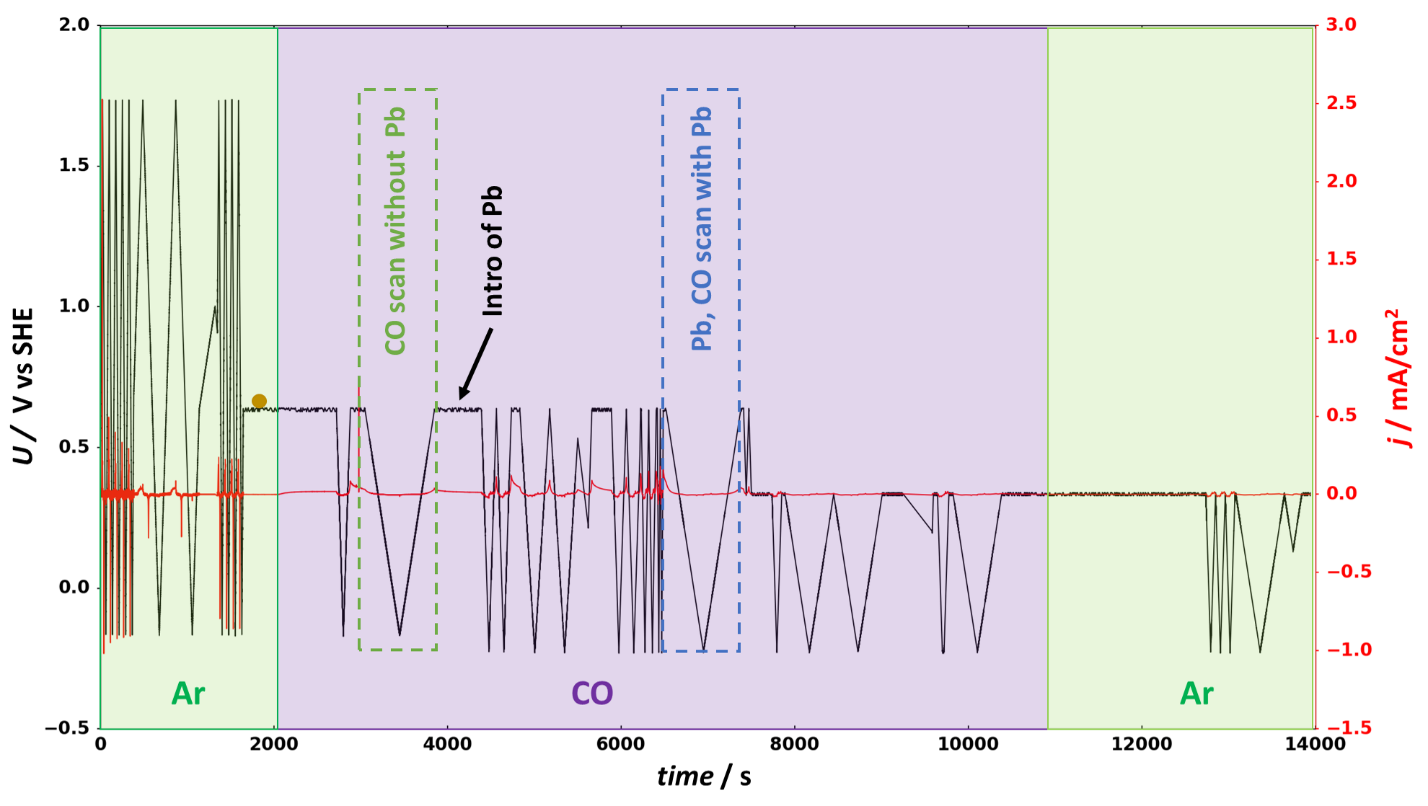 2.0
1.5
1.0
0.5
0.0
−0.5
U / V vs SHE
3.0
2.5
2.0
1.5
1.0
0.5
0.0
−0.5
−1.0
−1.5
j / mA/cm²
CO scan without Pb
Intro of Pb
Pb, CO scan with Pb
Ar
CO
Ar
0 2000 4000 6000 8000 10000 12000 14000
time / s